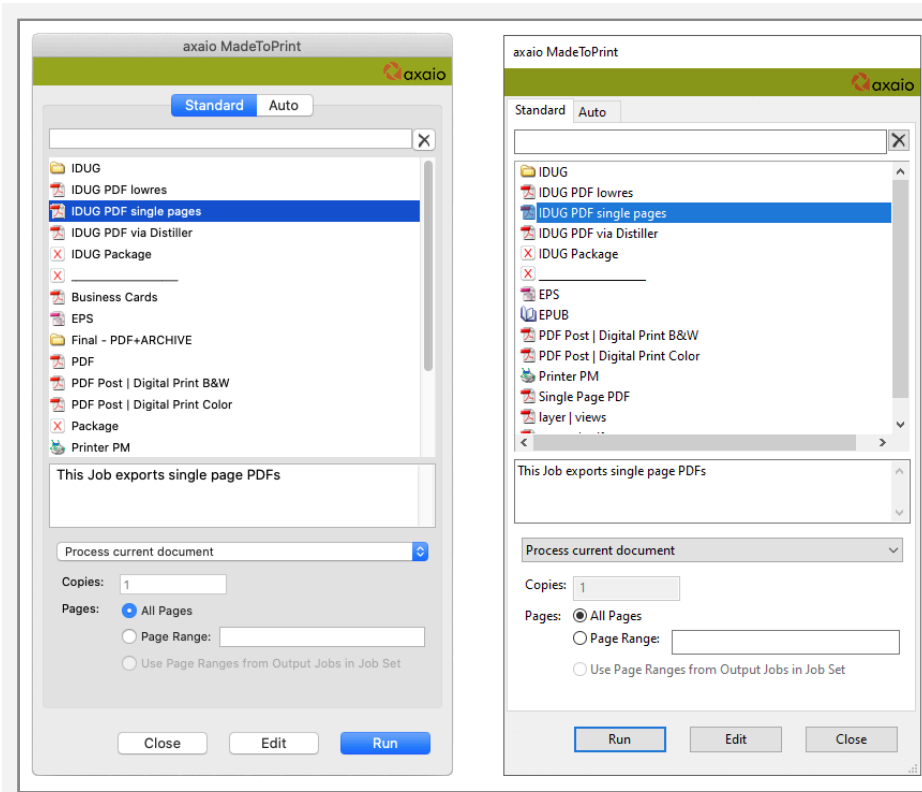 axaio MadeToPrint
axaio
Standard Auto
IDUG
IDUG PDF lowres
IDUG PDF single pages
IDUG PDF via Distiller
IDUG Package
_________________
Business Cards
EPS
Final - PDF+ARCHIVE
PDF
PDF Post | Digital Print B&W
PDF Post | Digital Print Color
Package
Printer PM
This Job exports single page PDFs
Process current document
Copies: 1
Pages: All Pages
Page Range:
Use Page Ranges from Output Jobs in Job Set
Close Edit Run
axaio MadeToPrint
axaio
Standard Auto
IDUG
IDUG PDF lowres
IDUG PDF single pages
IDUG PDF via Distiller
IDUG Package
_________________
EPS
EPUB
PDF Post | Digital Print B&W
PDF Post | Digital Print Color
Printer PM
Single Page PDF
layer | views
This Job exports single page PDFs
Process current document
Copies: 1
Pages: All Pages
Page Range:
Use Page Ranges from Output Jobs in Job Set
Run Edit Close